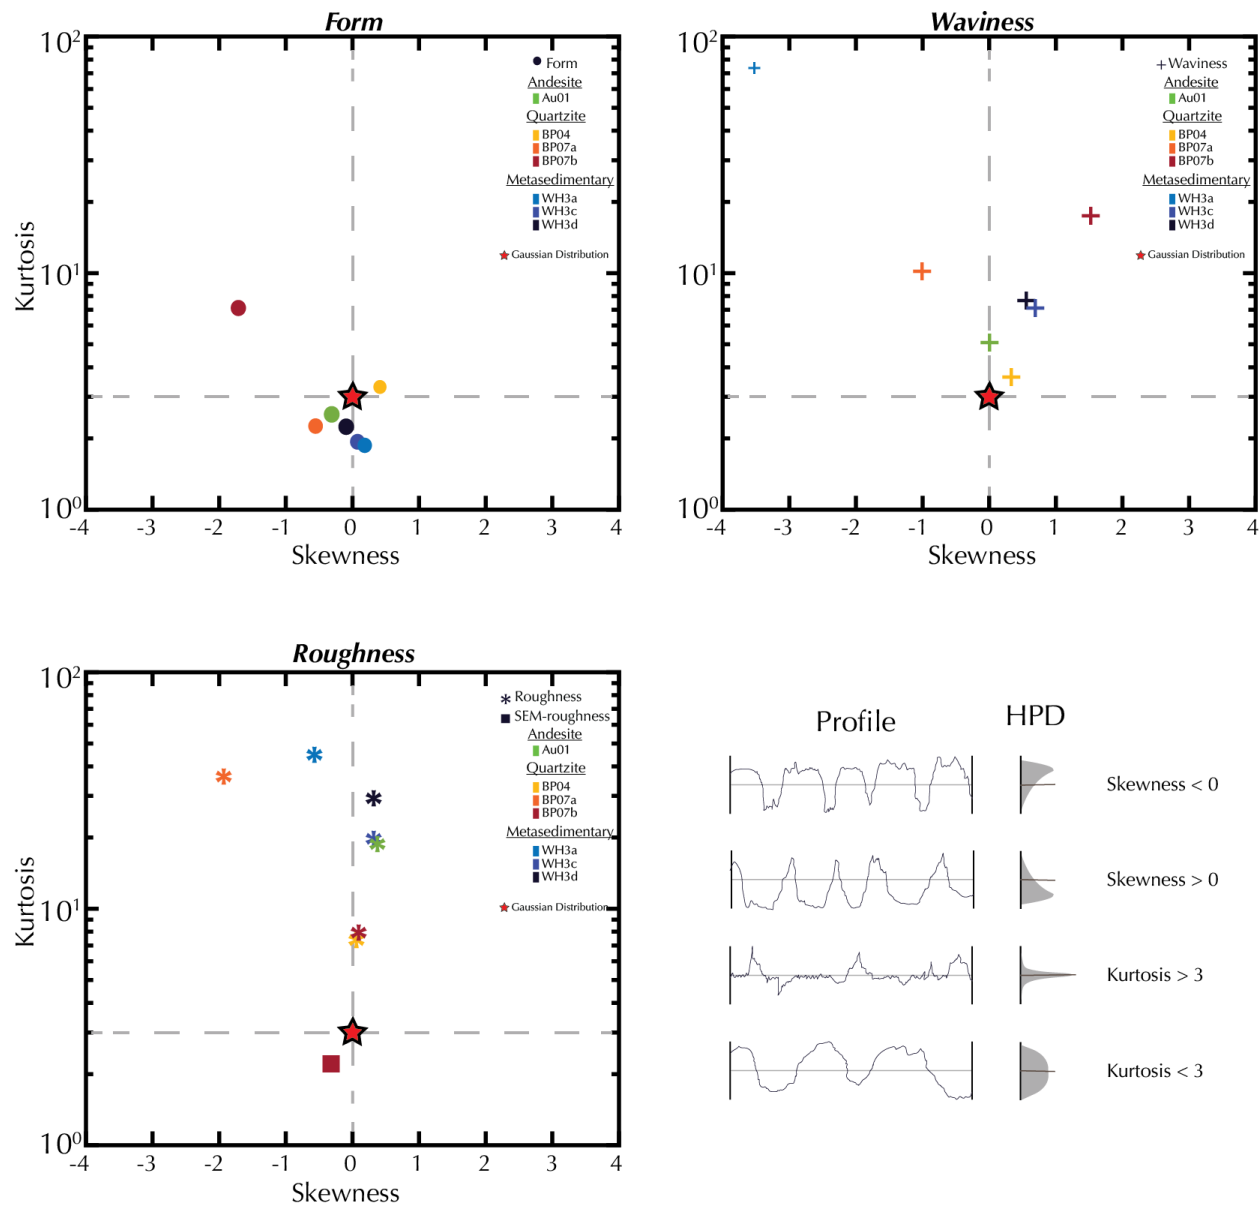 Form
10²
10¹
10⁰
Kurtosis
-4 -3 -2 -1 0 1 2 3 4
Skewness
Form
Andesite
Au01
Quartzite
BP04
BP07a
BP07b
Metasedimentary
WH3a
WH3c
WH3d
Gaussian Distribution
Waviness
10²
10¹
10⁰
-4 -3 -2 -1 0 1 2 3 4
Skewness
Waviness
Andesite
Au01
Quartzite
BP04
BP07a
BP07b
Metasedimentary
WH3a
WH3c
WH3d
Gaussian Distribution
Roughness
10²
10¹
10⁰
Kurtosis
-4 -3 -2 -1 0 1 2 3 4
Skewness
Roughness
SEM-roughness
Andesite
Au01
Quartzite
BP04
BP07a
BP07b
Metasedimentary
WH3a
WH3c
WH3d
Gaussian Distribution
Profile HPD
Skewness < 0
Skewness > 0
Kurtosis > 3
Kurtosis < 3